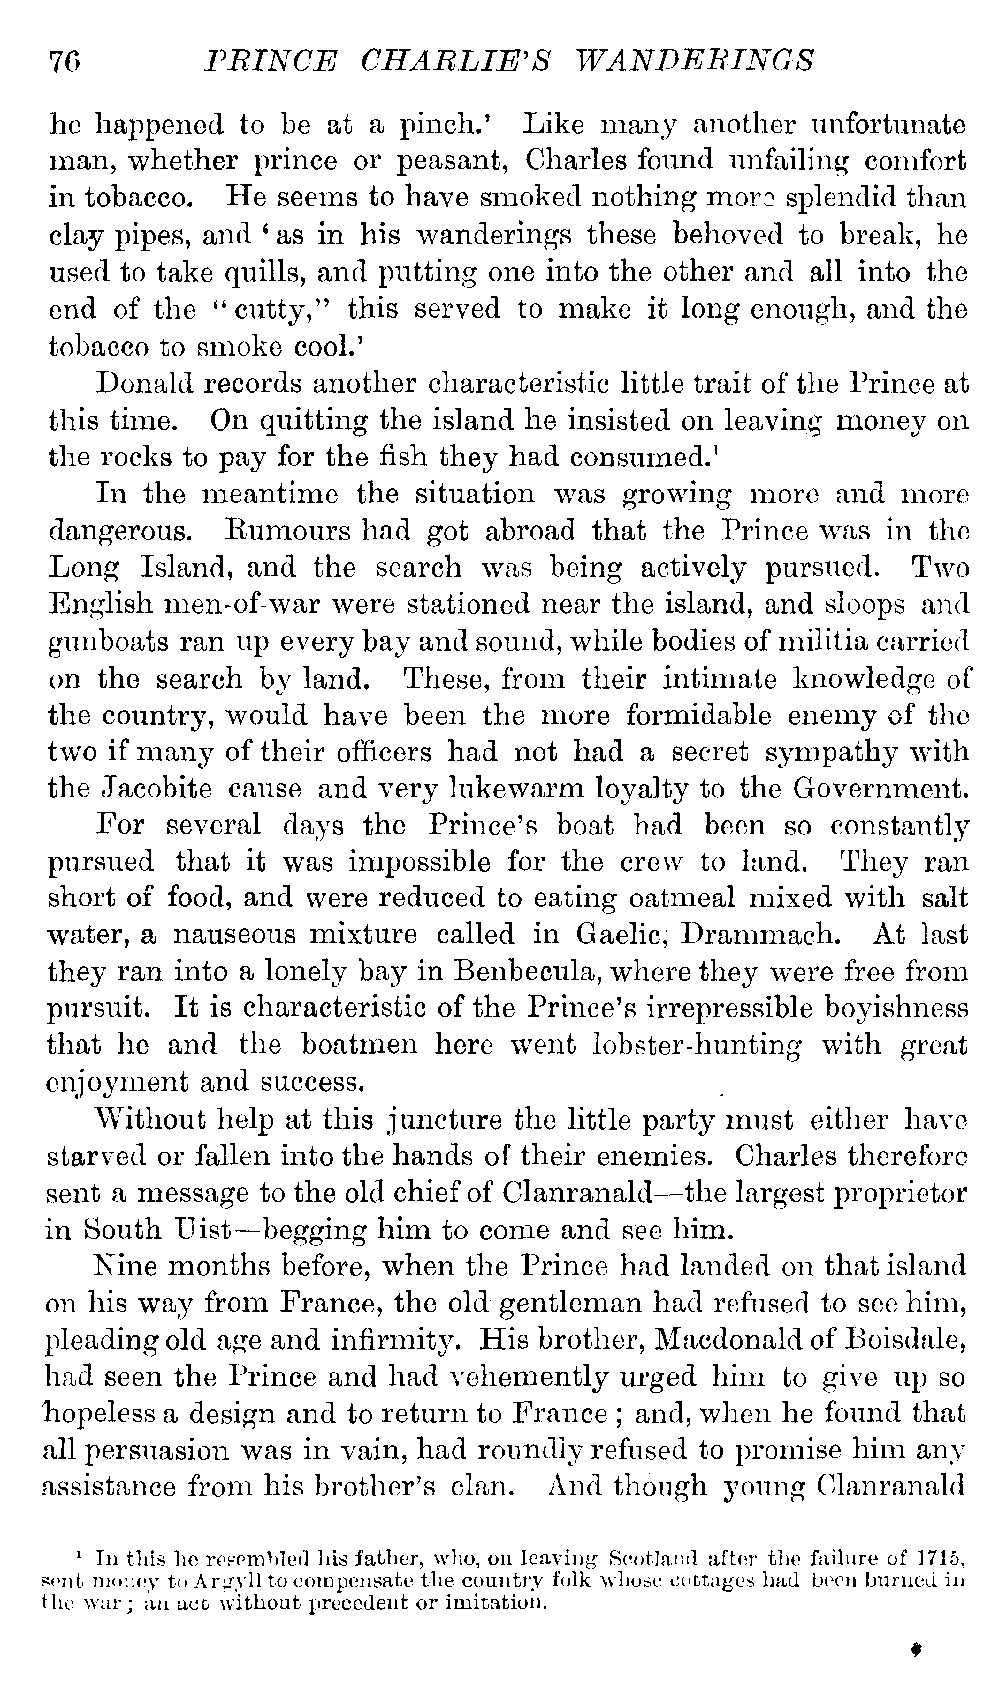 76 PRINCE CHARLIE'S WANDERINGS
he happened to be at a pinch.' Like many another unfortunate
man, whether prince or peasant, Charles found unfailing comfort
in tobacco. He seems to have smoked nothing more splendid than
clay pipes, and 'as in his wanderings these behoved to break, he
used to take quills, and putting one into the other and all into the
end of the "cutty," this served to make it long enough, and the
tobacco to smoke cool.'
Donald records another characteristic little trait of the Prince at
this time. On quitting the island he insisted on leaving money on
the rocks to pay for the fish they had consumed.¹
In the meantime the situation was growing more and more
dangerous. Rumours had got abroad that the Prince was in the
Long Island, and the search was being actively pursued. Two
English men-of-war were stationed near the island, and sloops and
gunboats ran up every bay and sound, while bodies of militia carried
on the search by land. These, from their intimate knowledge of
the country, would have been the more formidable enemy of the
two if many of their officers had not had a secret sympathy with
the Jacobite cause and very lukewarm loyalty to the Government.
For several days the Prince's boat had been so constantly
pursued that it was impossible for the crew to land. They ran
short of food, and were reduced to eating oatmeal mixed with salt
water, a nauseous mixture called in Gaelic, Drammach. At last
they ran into a lonely bay in Benbecula, where they were free from
pursuit. It is characteristic of the Prince's irrepressible boyishness
that he and the boatmen here went lobster-hunting with great
enjoyment and success.
Without help at this juncture the little party must either have
starved or fallen into the hands of their enemies. Charles therefore
sent a message to the old chief of Clanranald—the largest proprietor
in South Uist—begging him to come and see him.
Nine months before, when the Prince had landed on that island
on his way from France, the old gentleman had refused to see him,
pleading old age and infirmity. His brother, Macdonald of Boisdale,
had seen the Prince and had vehemently urged him to give up so
hopeless a design and to return to France; and, when he found that
all persuasion was in vain, had roundly refused to promise him any
assistance from his brother's clan. And though young Clanranald
¹ In this he resembled his father, who, on leaving Scotland after the failure of 1715,
sent money to Argyll to compensate the country folk whose cottages had been burned in
the war; an act without precedent or imitation.